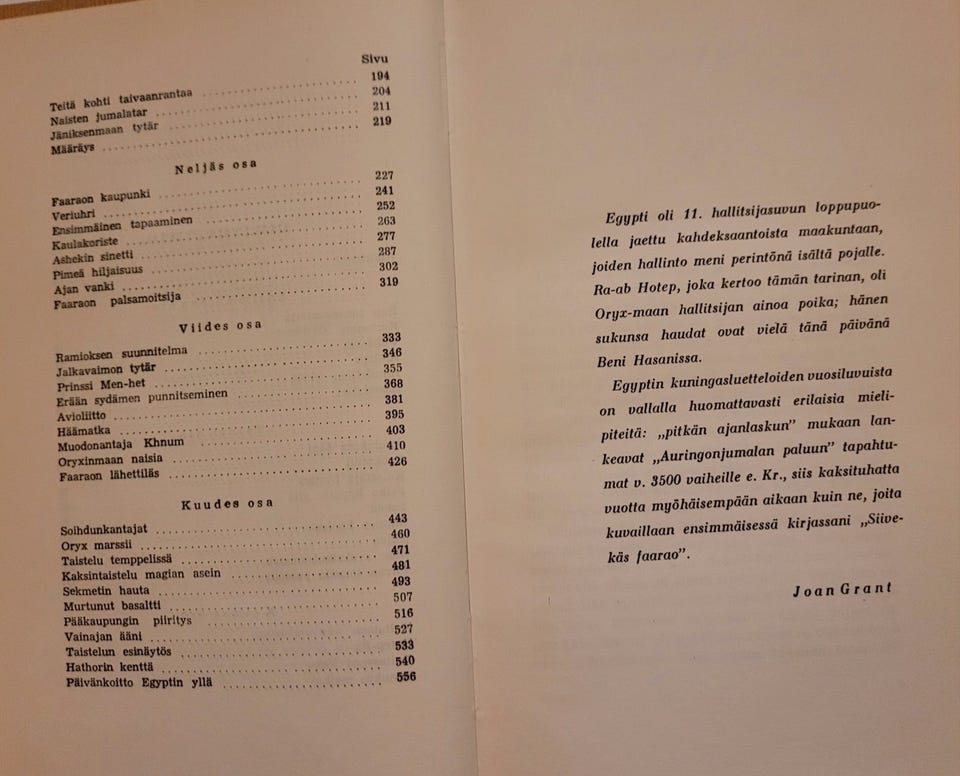 Sivu
Teitä kohti taivaanrantaa 194
Naisten jumalatar 204
Jäniksenmaan tytär 211
Määräys 219
Neljäs osa
Faaraon kaupunki 227
Veriuhri 241
Ensimmäinen tapaaminen 252
Kaulakoriste 263
Ashekin sinetti 277
Pimeä hiljaisuus 287
Ajan vanki 302
Faaraon palsamoitsija 319
Viides osa
Ramioksen suunnitelma 333
Jalkavaimon tytär 346
Prinssi Men-het 355
Erään sydämen punnitseminen 368
Avioliitto 381
Häämatka 395
Muodonantaja Khnum 403
Oryxinmaan naisia 410
Faaraon lähettiläs 426
Kuudes osa
Soihdunkantajat 443
Oryx marssii 460
Taistelu temppelissä 471
Kaksintaistelu magian asein 481
Sekmetin hauta 493
Murtunut basaltti 507
Pääkaupungin piiritys 516
Vainajan ääni 527
Taistelun esinäytös 533
Hathorin kenttä 540
Päivänkoitto Egyptin yllä 556
Egypti oli 11. hallitsijasuvun loppupuo-
lella jaettu kahdeksaantoista maakuntaan,
joiden hallinto meni perintönä isältä pojalle.
Ra-ab Hotep, joka kertoo tämän tarinan, oli
Oryx-maan hallitsijan ainoa poika; hänen
sukunsa haudat ovat vielä tänä päivänä
Beni Hasanissa.
Egyptin kuningasluetteloiden vuosiluvuista
on vallalla huomattavasti erilaisia mieli-
piteitä: „pitkän ajanlaskun" mukaan lan-
keavat „Auringonjumalan paluun" tapahtu-
mat v. 3500 vaiheille e. Kr., siis kaksituhatta
vuotta myöhäisempään aikaan kuin ne, joita
kuvaillaan ensimmäisessä kirjassani „Siive-
käs faarao".
Joan Grant